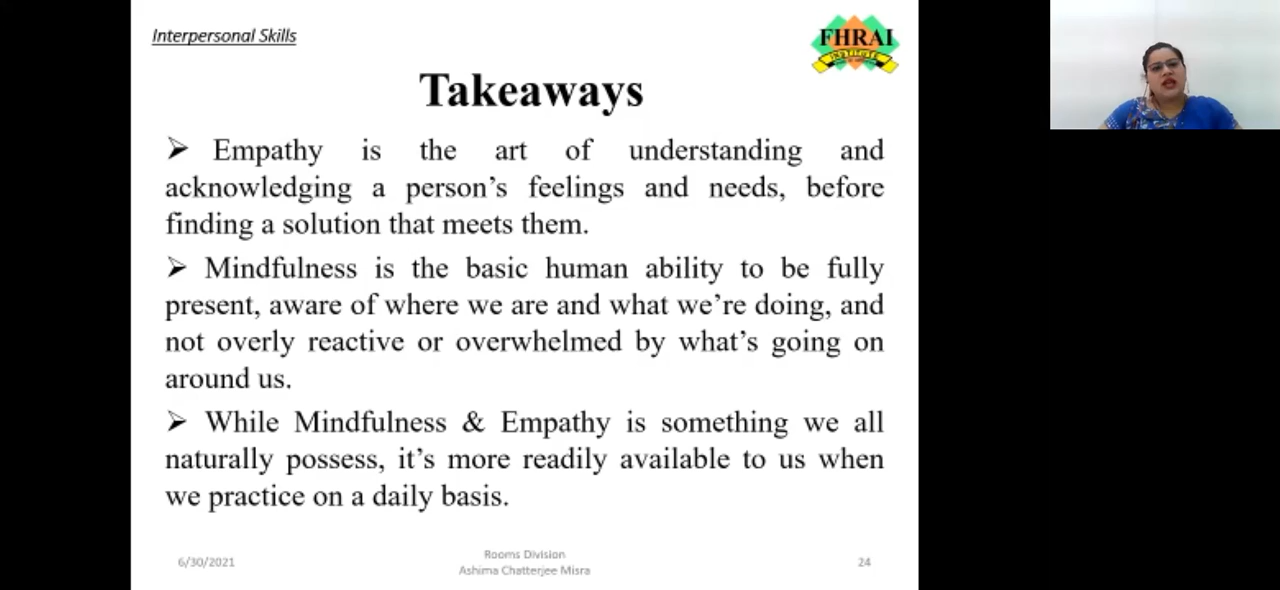 Interpersonal Skills
FHRAI
Takeaways
➢ Empathy is the art of understanding and
acknowledging a person’s feelings and needs, before
finding a solution that meets them.
➢ Mindfulness is the basic human ability to be fully
present, aware of where we are and what we’re doing, and
not overly reactive or overwhelmed by what’s going on
around us.
➢ While Mindfulness & Empathy is something we all
naturally possess, it’s more readily available to us when
we practice on a daily basis.
6/30/2021
Rooms Division
Ashima Chatterjee Misra
24